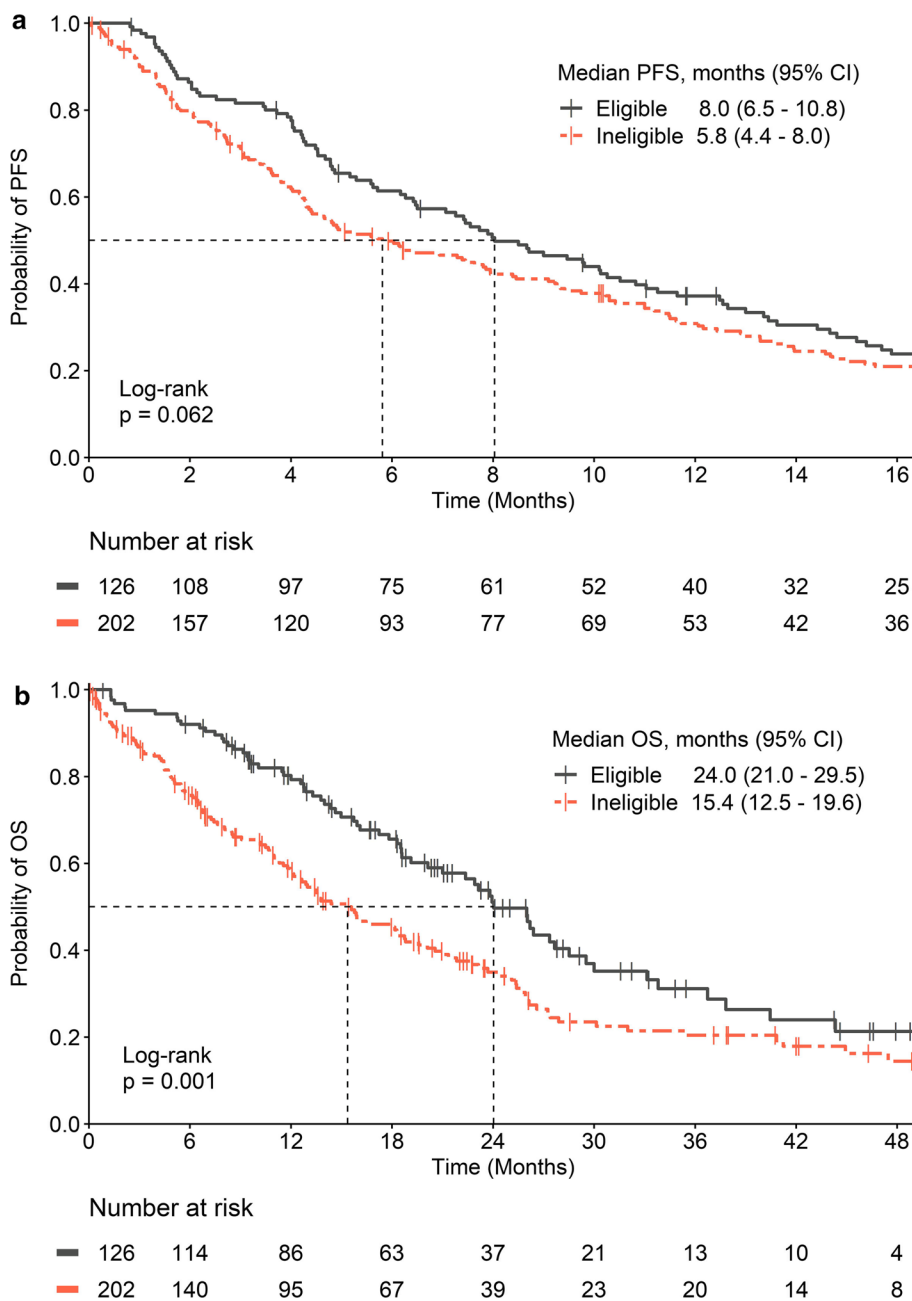 a
Median PFS, months (95% CI)
Eligible 8.0 (6.5 - 10.8)
Ineligible 5.8 (4.4 - 8.0)
Probability of PFS
1.0
0.8
0.6
0.4
0.2
0.0
Log-rank
p = 0.062
0 2 4 6 8 10 12 14 16
Time (Months)
Number at risk
126 108 97 75 61 52 40 32 25
202 157 120 93 77 69 53 42 36
b
Median OS, months (95% CI)
Eligible 24.0 (21.0 - 29.5)
Ineligible 15.4 (12.5 - 19.6)
Probability of OS
1.0
0.8
0.6
0.4
0.2
0.0
Log-rank
p = 0.001
0 6 12 18 24 30 36 42 48
Time (Months)
Number at risk
126 114 86 63 37 21 13 10 4
202 140 95 67 39 23 20 14 8